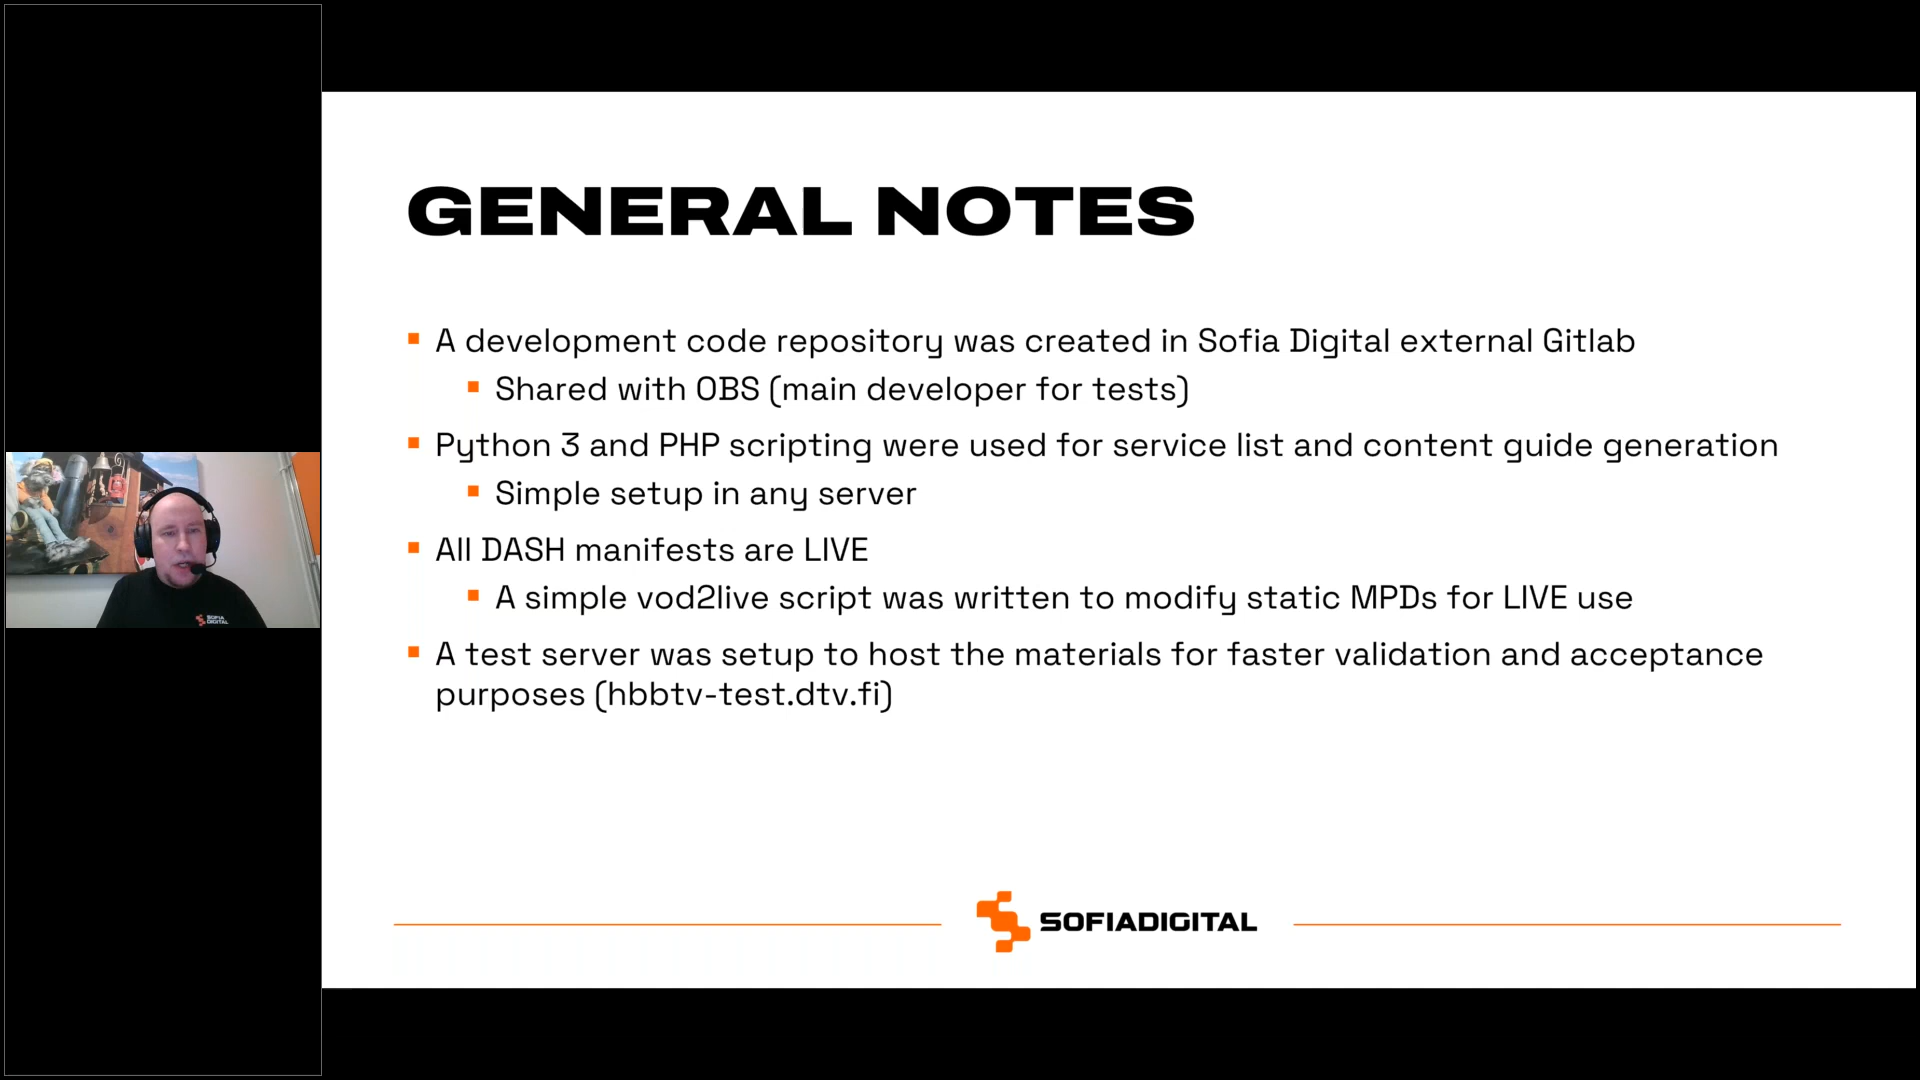 GENERAL NOTES
A development code repository was created in Sofia Digital external Gitlab
Shared with OBS (main developer for tests)
Python 3 and PHP scripting were used for service list and content guide generation
Simple setup in any server
All DASH manifests are LIVE
A simple vod2live script was written to modify static MPDs for LIVE use
A test server was setup to host the materials for faster validation and acceptance
purposes (hbbtv-test.dtv.fi)
SOFIADIGITAL
SOFIA
DIGITAL